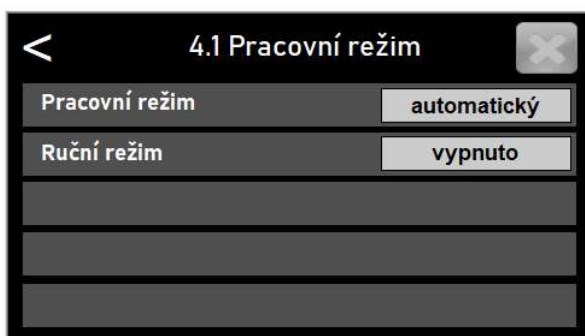 < 4.1 Pracovní režim
Pracovní režim automatický
Ruční režim vypnuto